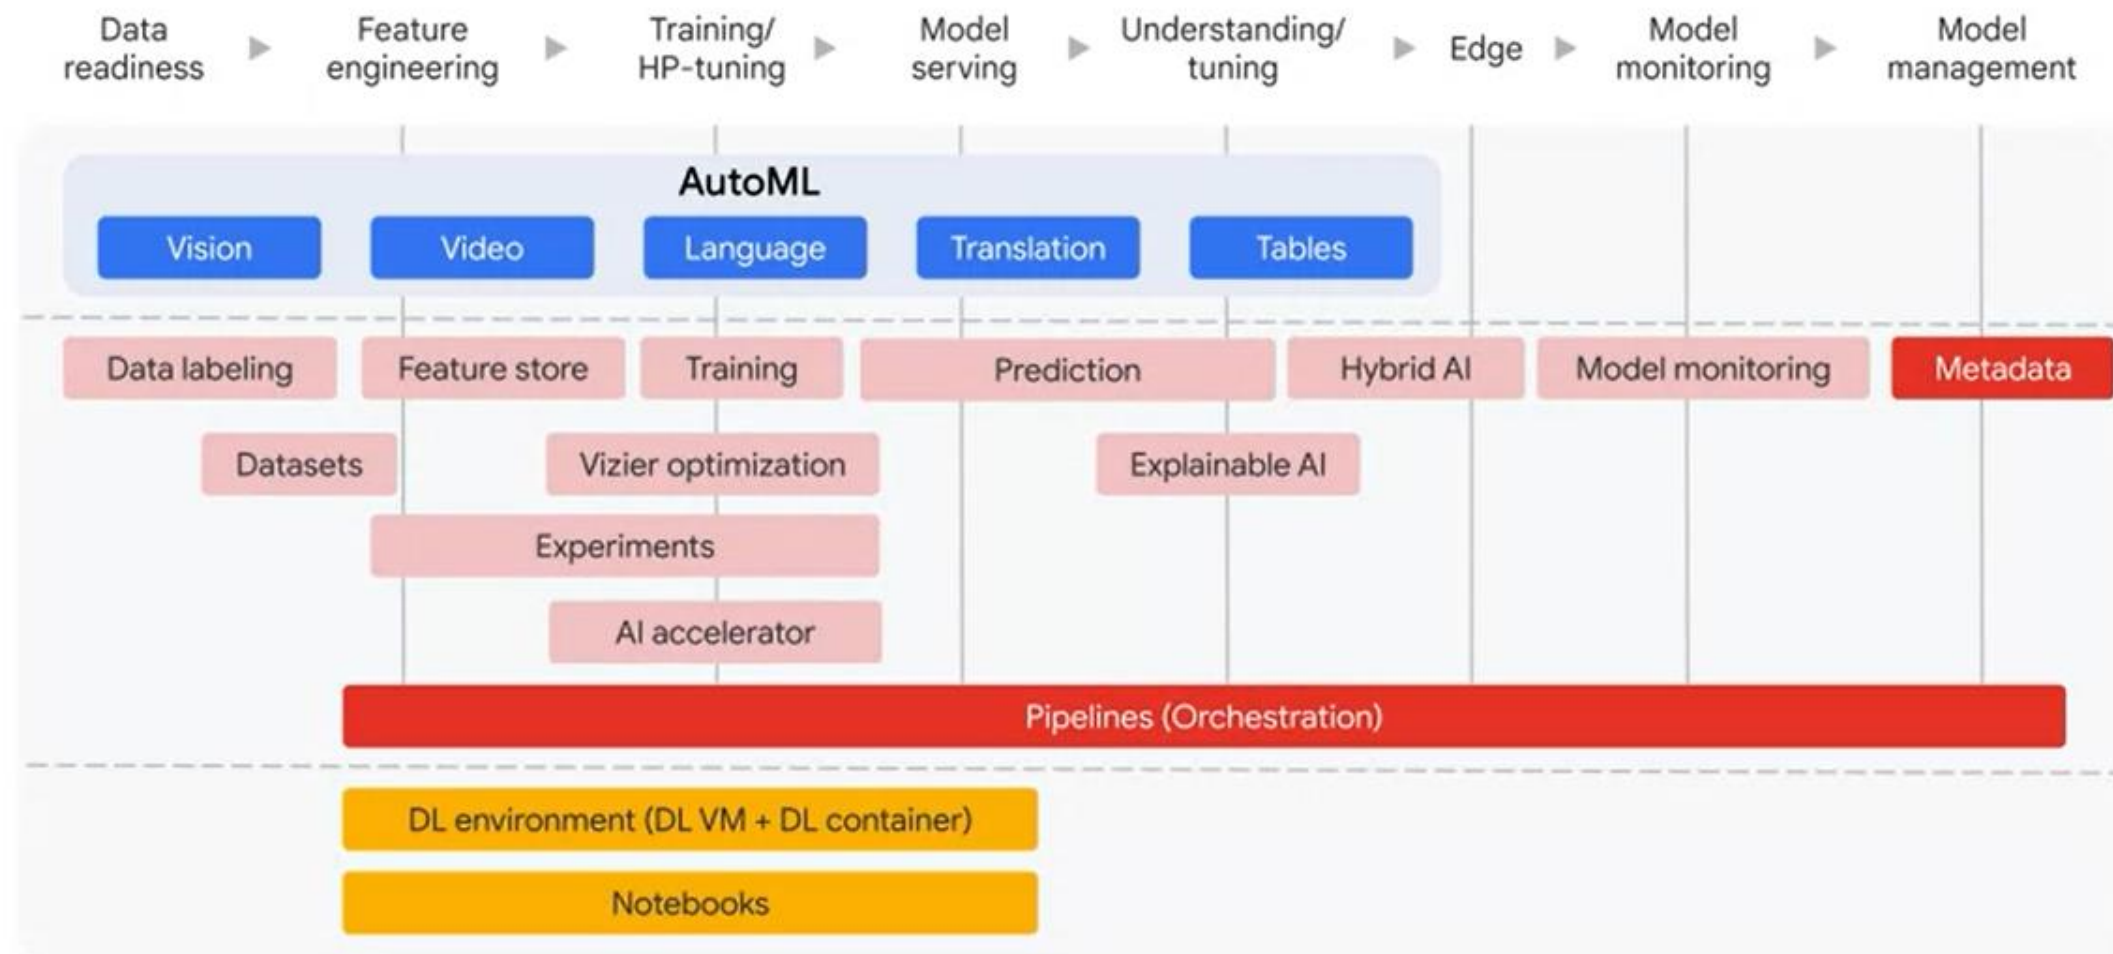 Data readiness
Feature engineering
Training/ HP-tuning
Model serving
Understanding/ tuning
Edge
Model monitoring
Model management
AutoML
Vision
Video
Language
Translation
Tables
Data labeling
Feature store
Training
Prediction
Hybrid AI
Model monitoring
Metadata
Datasets
Vizier optimization
Explainable AI
Experiments
AI accelerator
Pipelines (Orchestration)
DL environment (DL VM + DL container)
Notebooks